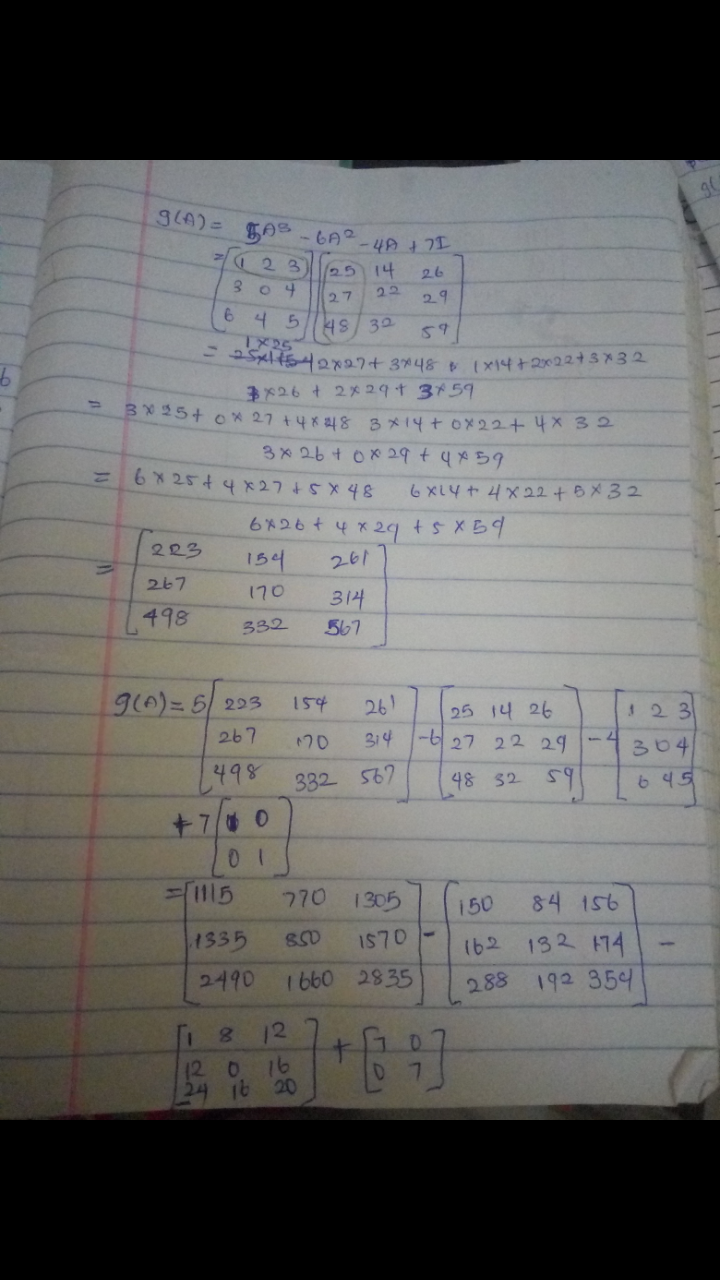 g(A) = 5A³ - 6A² - 4A + 7I
= [1 2 3] [25 14 26]
[3 0 4] [27 22 29]
[6 4 5] [48 32 59]
1×25
= 2×27 + 3×48 1×14 + 2×22 + 3×32
1×26 + 2×29 + 3×59
= 3×25 + 0×27 + 4×48 3×14 + 0×22 + 4×32
3×26 + 0×29 + 4×59
= 6×25 + 4×27 + 5×48 6×14 + 4×22 + 5×32
6×26 + 4×29 + 5×59
= [223 154 261]
[267 170 314]
[498 332 567]
g(A) = 5 [223 154 261] -6 [25 14 26] -4 [1 2 3]
[267 170 314] [27 22 29] [3 0 4]
[498 332 567] [48 32 59] [6 4 5]
+ 7 [1 0]
[0 1]
= [1115 770 1305] - [150 84 156] -
[1335 850 1570] [162 132 174]
[2490 1660 2835] [288 192 354]
[1 8 12] + [7 0]
[12 0 16] [0 7]
[24 16 20]